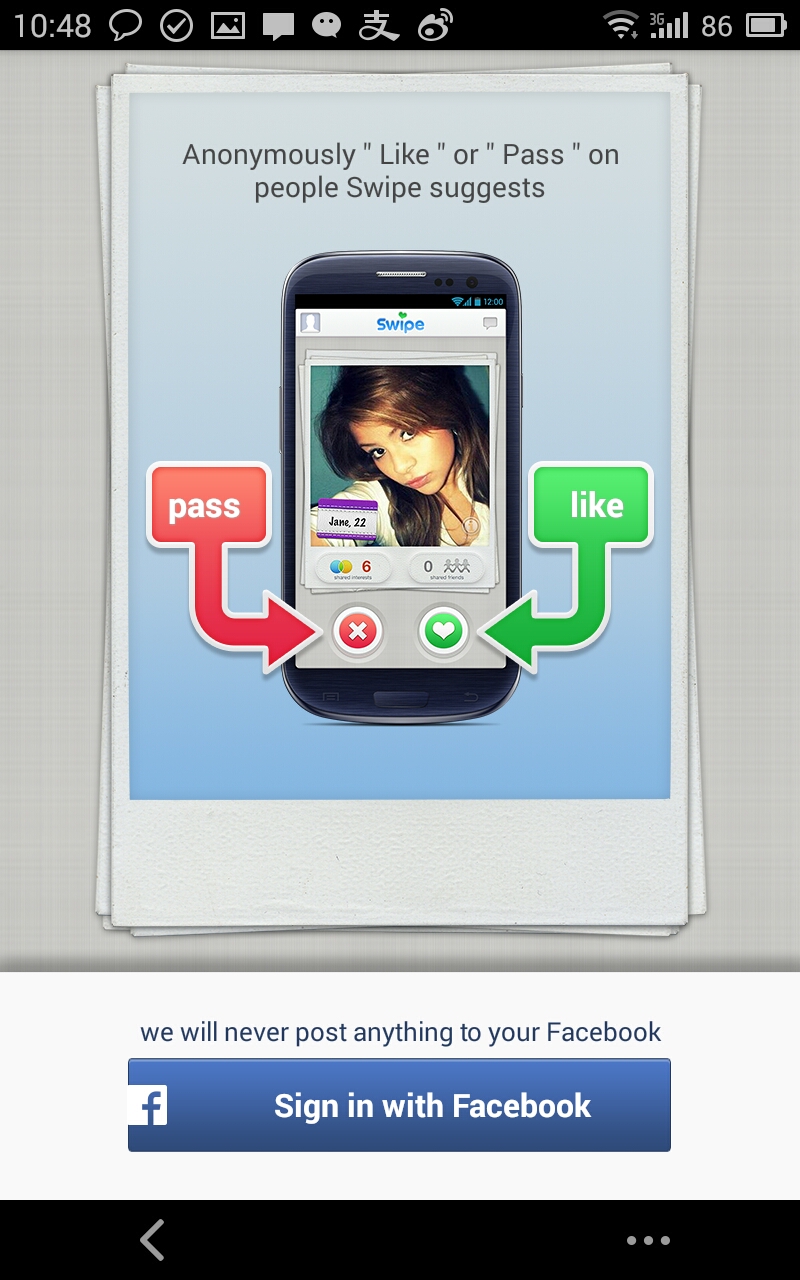 10:48
支
3G
86
Anonymously " Like " or " Pass " on
people Swipe suggests
12:00
Swipe
pass
like
Jane, 22
6
shared interests
0
shared friends
we will never post anything to your Facebook
f
Sign in with Facebook